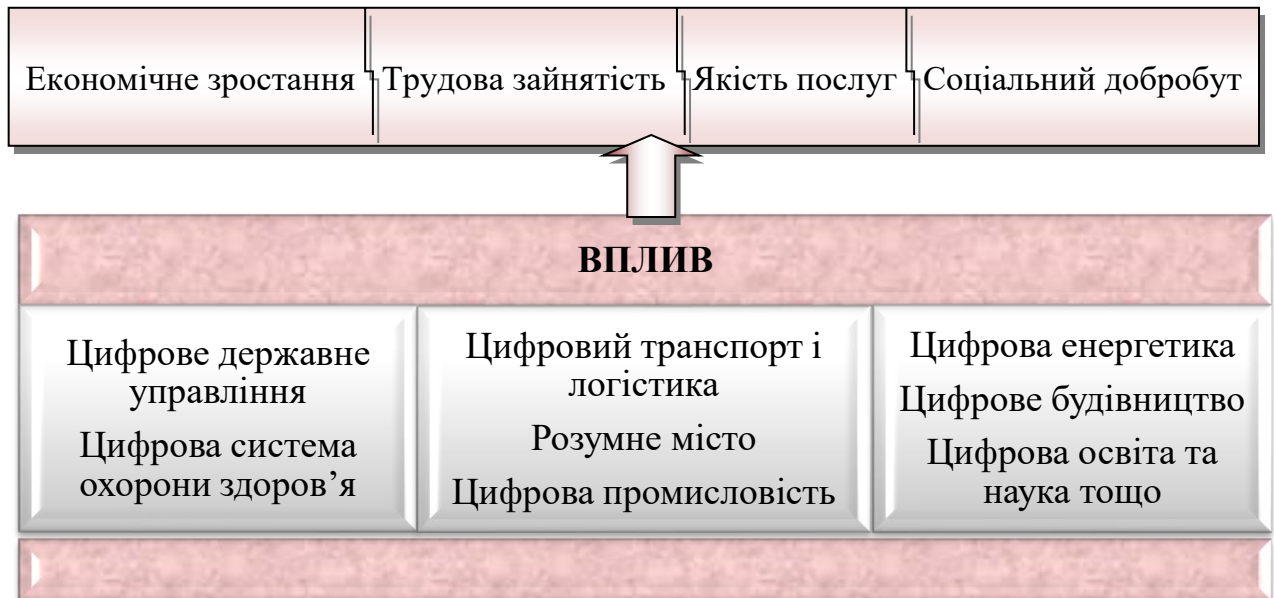 Економічне зростання
Трудова зайнятість
Якість послуг
Соціальний добробут
ВПЛИВ
Цифрове державне
управління
Цифрова система
охорони здоров’я
Цифровий транспорт і
логістика
Розумне місто
Цифрова промисловість
Цифрова енергетика
Цифрове будівництво
Цифрова освіта та
наука тощо